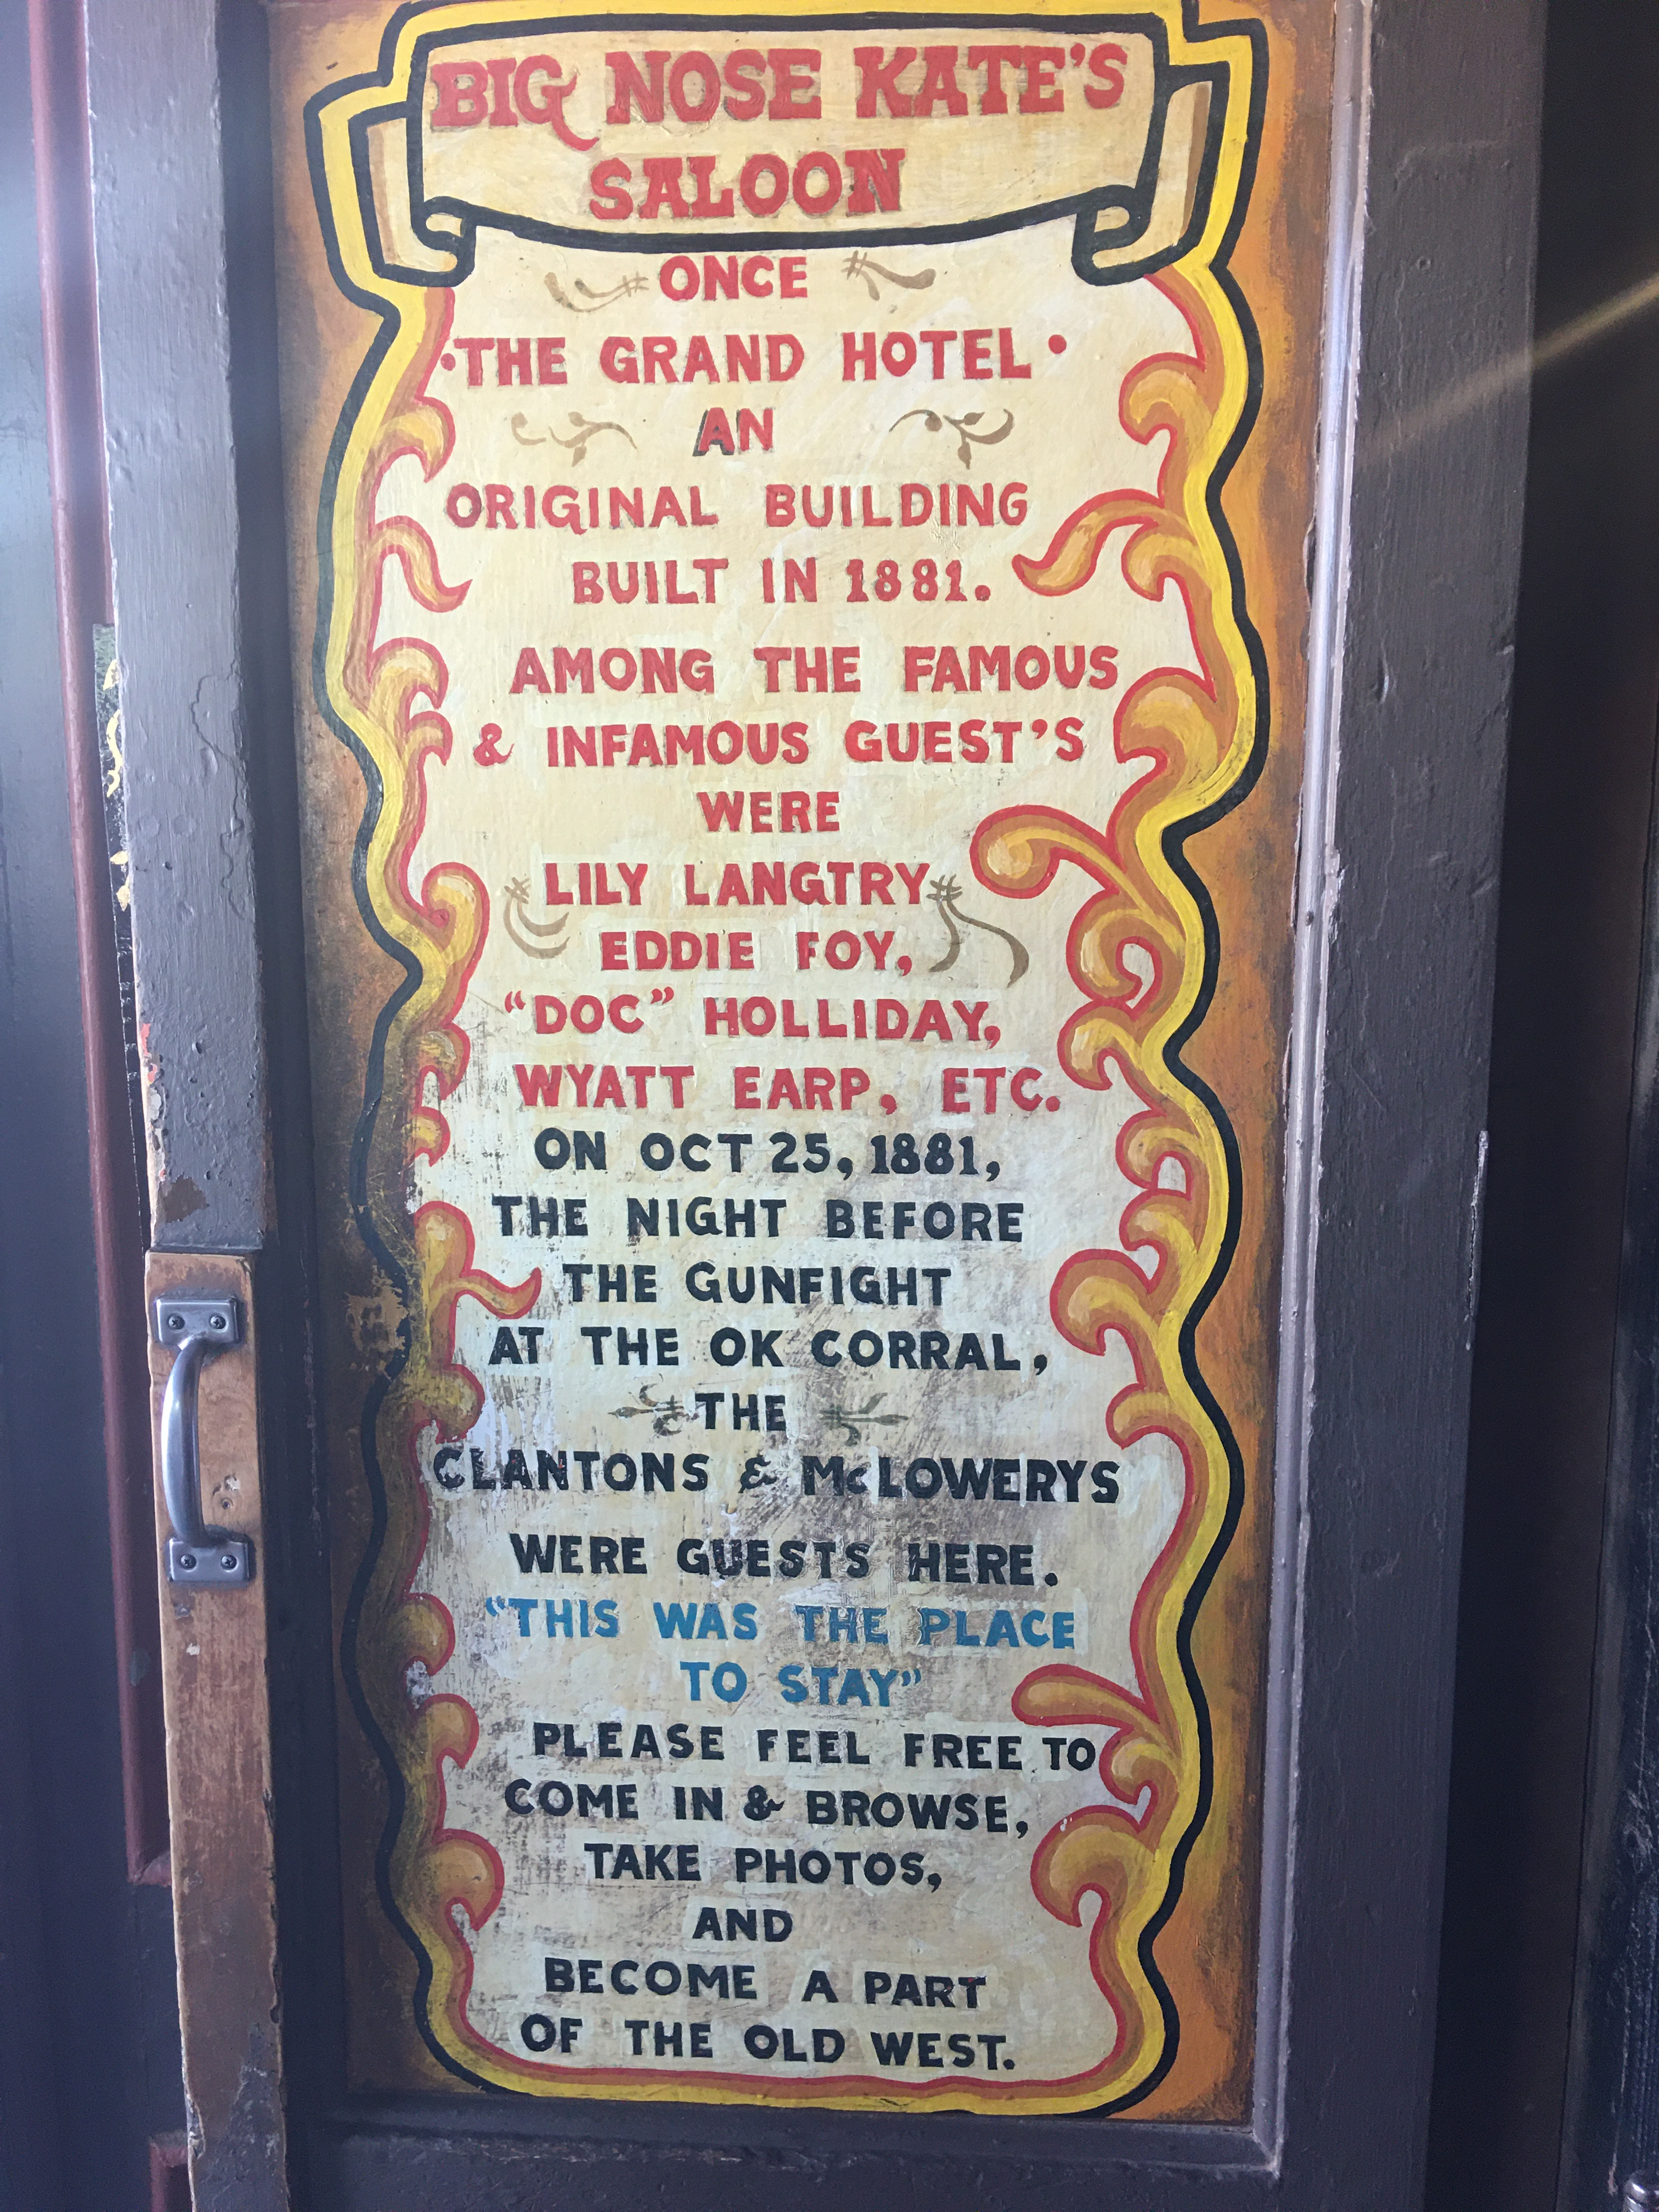 BIG NOSE KATE'S
SALOON
ONCE
•THE GRAND HOTEL•
AN
ORIGINAL BUILDING
BUILT IN 1881.
AMONG THE FAMOUS
& INFAMOUS GUEST'S
WERE
LILY LANGTRY
EDDIE FOY,
"DOC" HOLLIDAY,
WYATT EARP, ETC.
ON OCT 25, 1881,
THE NIGHT BEFORE
THE GUNFIGHT
AT THE OK CORRAL,
THE
CLANTONS & McLOWERYS
WERE GUESTS HERE.
"THIS WAS THE PLACE
TO STAY"
PLEASE FEEL FREE TO
COME IN & BROWSE,
TAKE PHOTOS,
AND
BECOME A PART
OF THE OLD WEST.